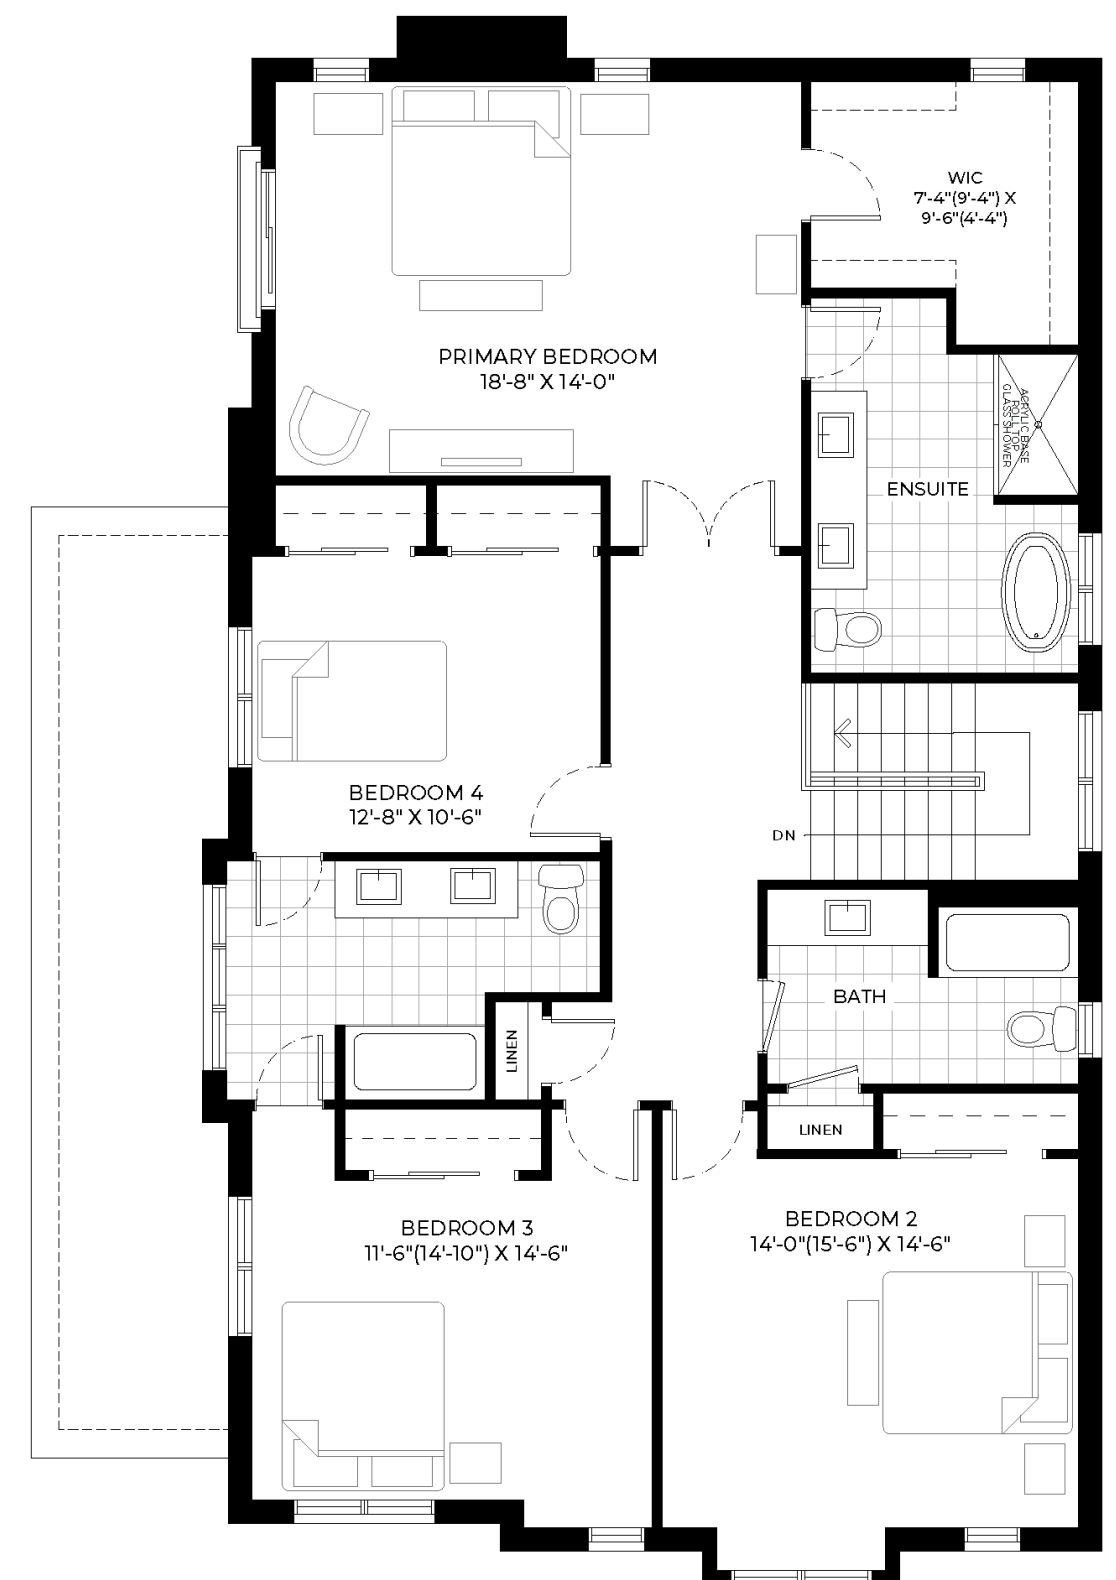 WIC
7'-4"(9'-4") X
9'-6"(4'-4")
PRIMARY BEDROOM
18'-8" X 14'-0"
ACRYLIC BASE
ROLL TOP
GLASS SHOWER
ENSUITE
BEDROOM 4
12'-8" X 10'-6"
DN
BATH
LINEN
LINEN
BEDROOM 3
11'-6"(14'-10") X 14'-6"
BEDROOM 2
14'-0"(15'-6") X 14'-6"